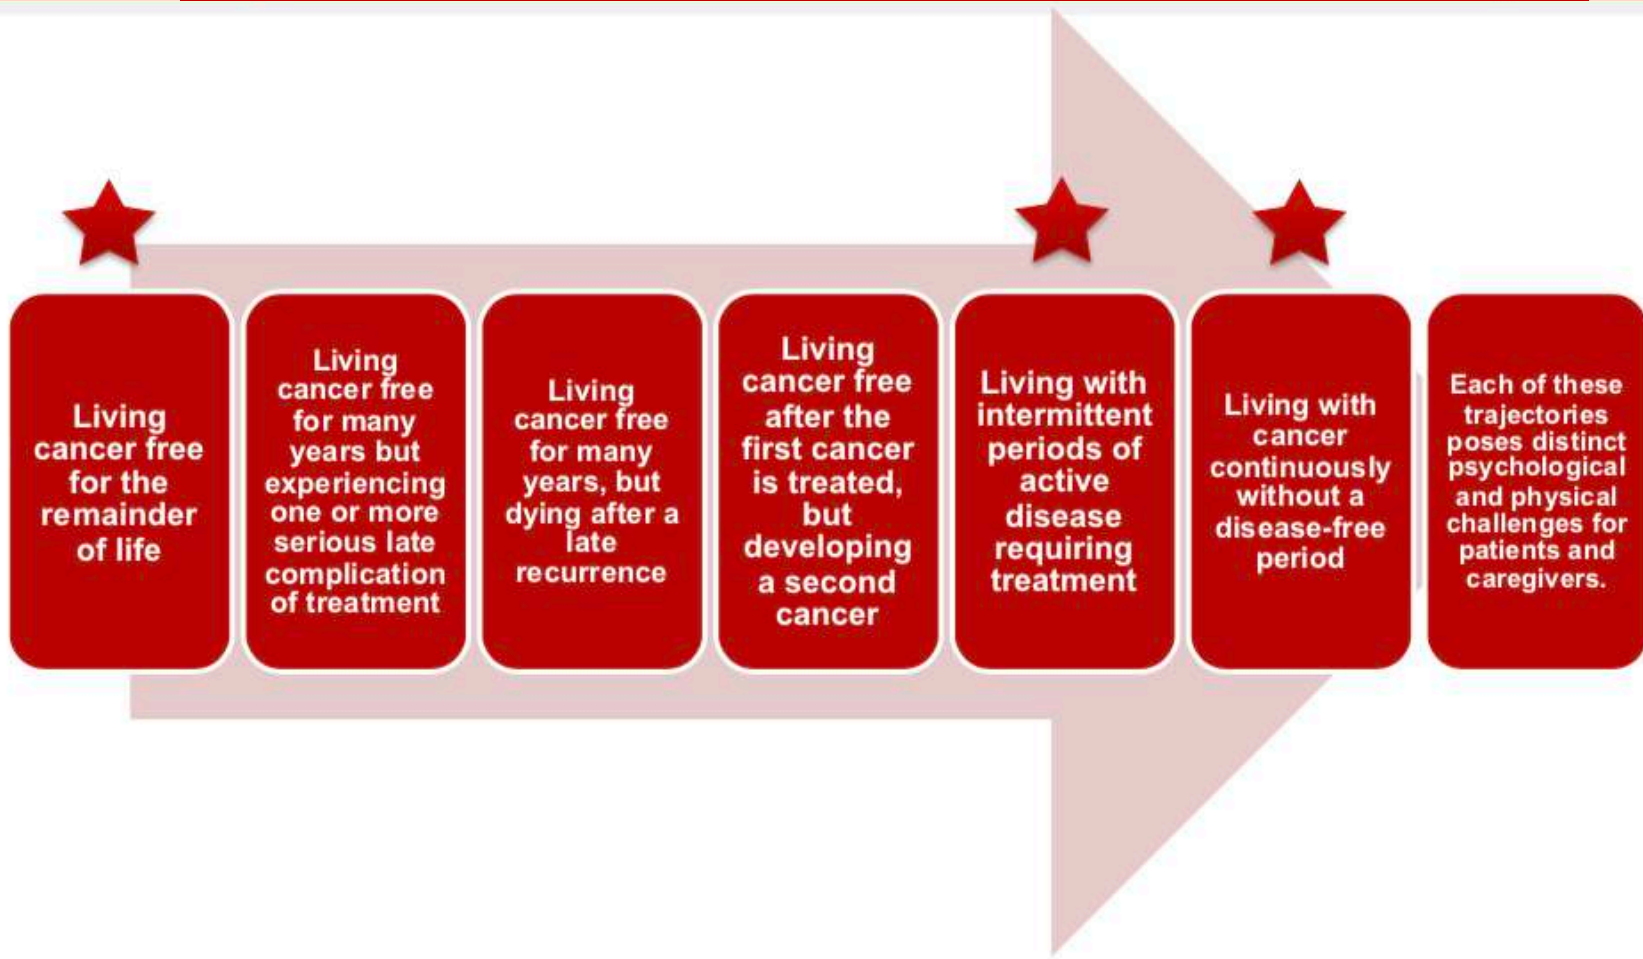 Living
cancer free
for the
remainder
of life
Living
cancer free
for many
years but
experiencing
one or more
serious late
complication
of treatment
Living
cancer free
for many
years, but
dying after a
late
recurrence
Living
cancer free
after the
first cancer
is treated,
but
developing
a second
cancer
Living with
intermittent
periods of
active
disease
requiring
treatment
Living with
cancer
continuously
without a
disease-free
period
Each of these
trajectories
poses distinct
psychological
and physical
challenges for
patients and
caregivers.